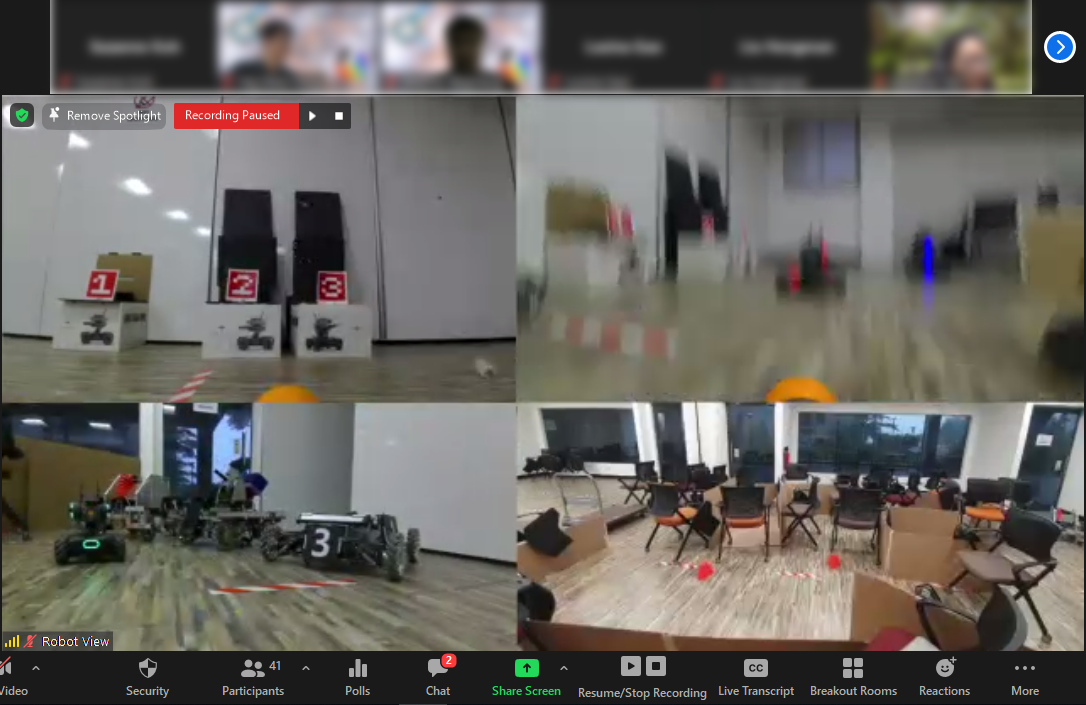 Remove Spotlight
Recording Paused
1
2
3
3
Robot View
Video
Security
41
Participants
Polls
2
Chat
Share Screen
Resume/Stop Recording
CC
Live Transcript
Breakout Rooms
Reactions
More